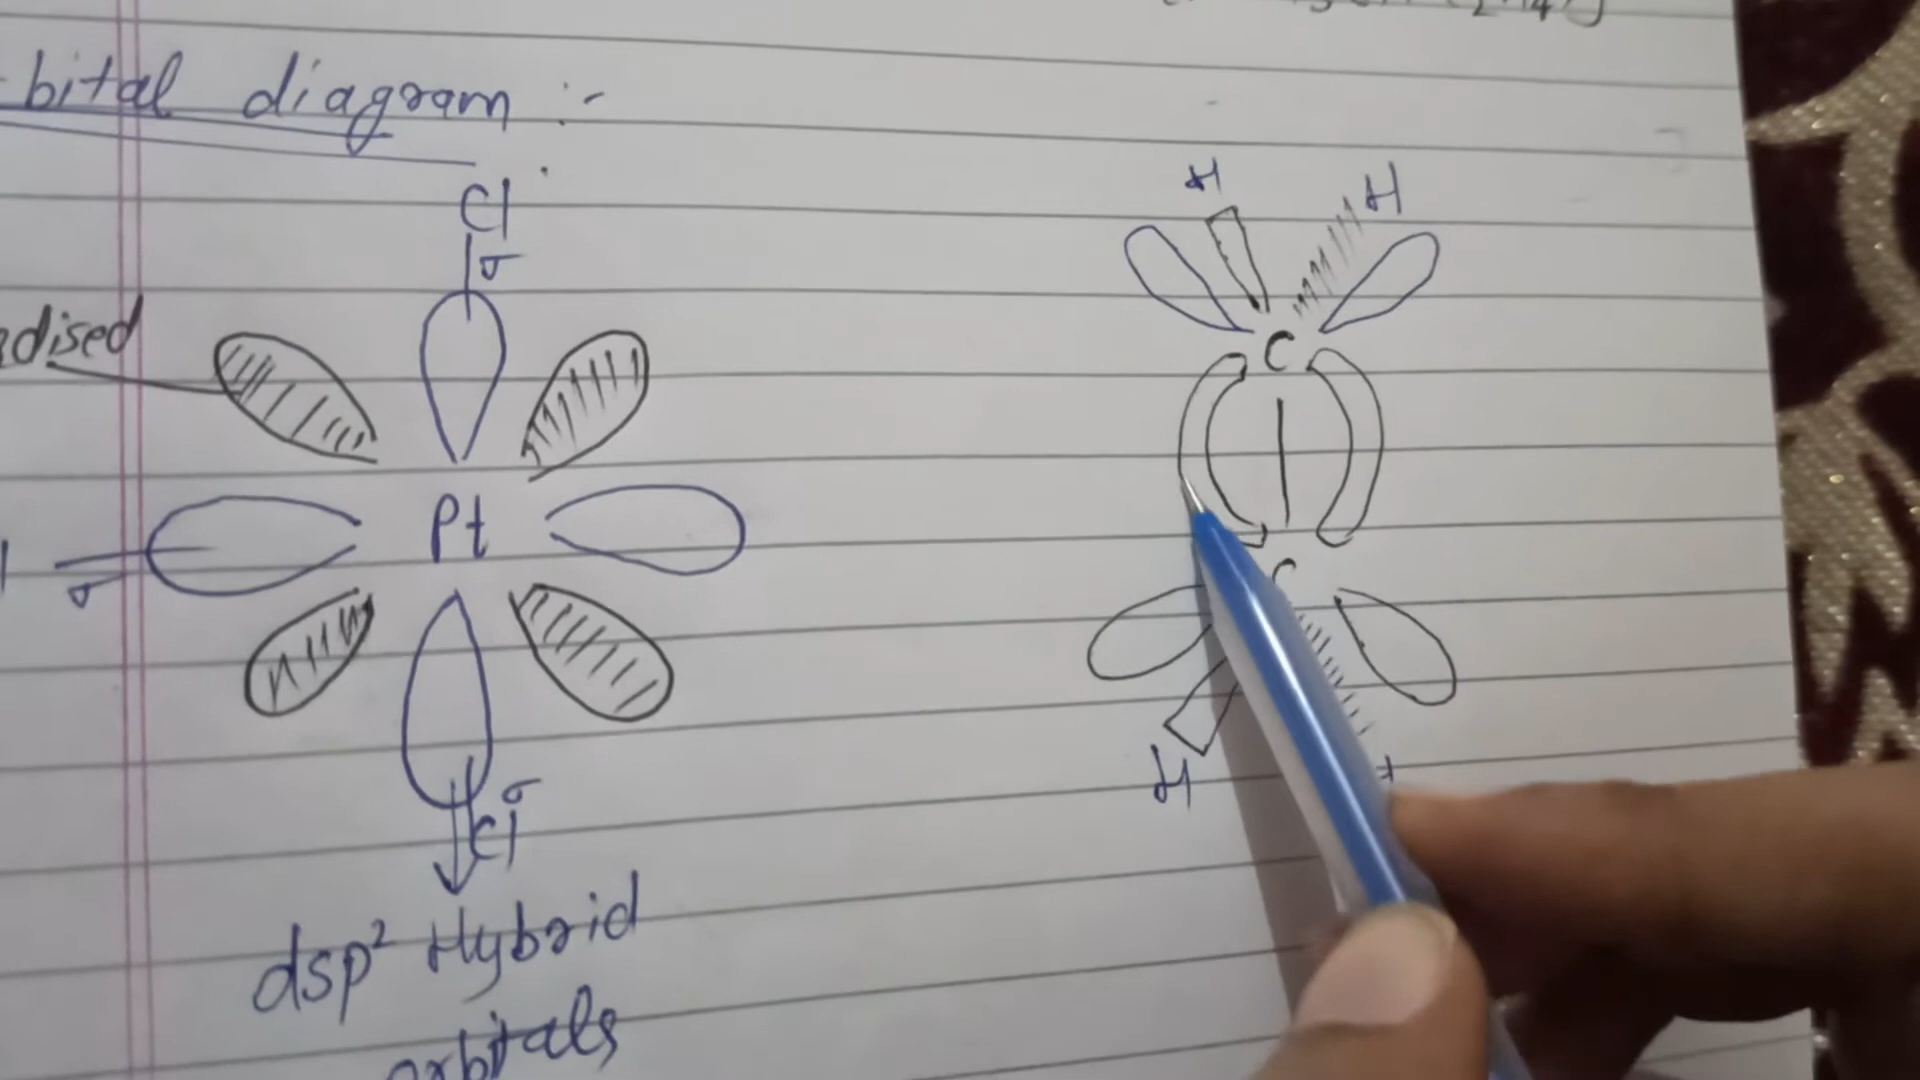 bital diagram :-
Cl
σ
H
H
dised
C
Pt
σ
C
H
σ
Cl
dsp² Hybrid
orbitals